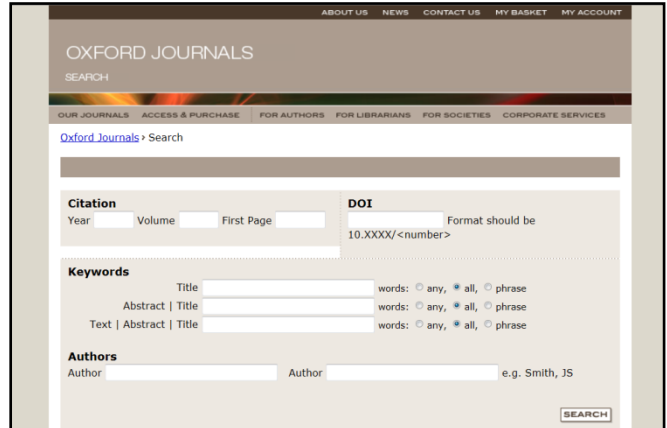 ABOUT US NEWS CONTACT US MY BASKET MY ACCOUNT
OXFORD JOURNALS
SEARCH
OUR JOURNALS ACCESS & PURCHASE FOR AUTHORS FOR LIBRARIANS FOR SOCIETIES CORPORATE SERVICES
Oxford Journals > Search
Citation
Year Volume First Page
DOI
Format should be
10.XXXX/<number>
Keywords
Title words: any, all, phrase
Abstract | Title words: any, all, phrase
Text | Abstract | Title words: any, all, phrase
Authors
Author Author e.g. Smith, JS
SEARCH